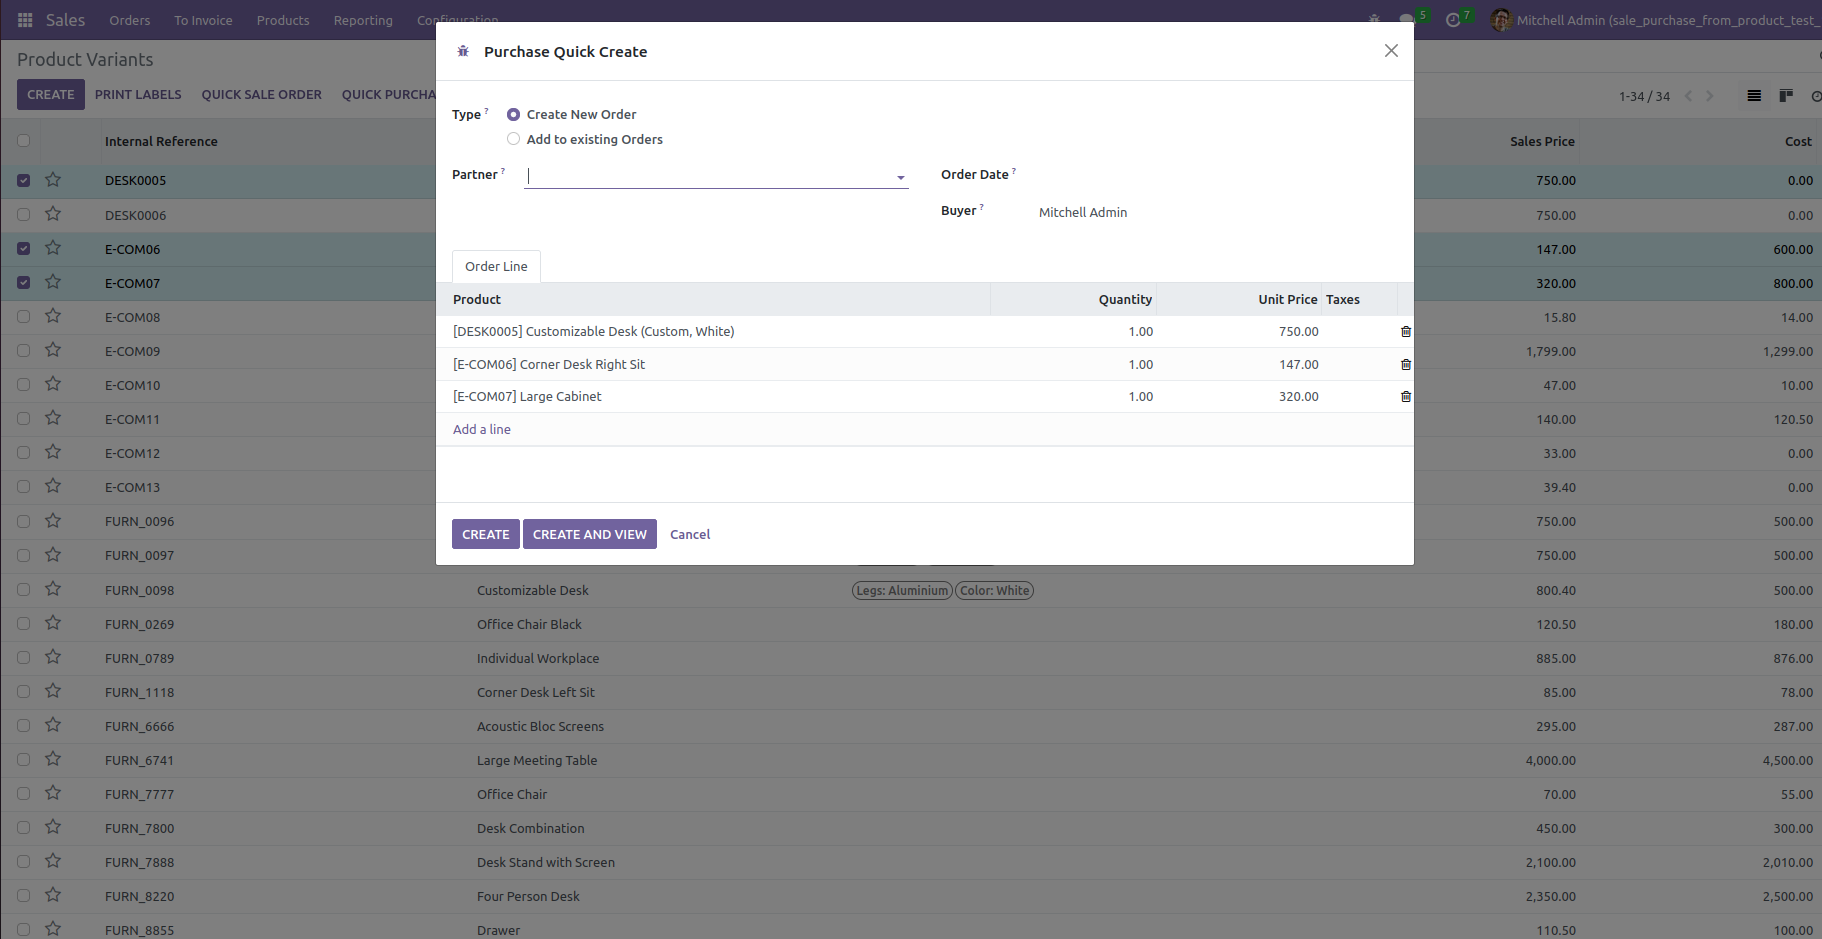 Sales Orders To Invoice Products Reporting Configuration 5 7 Mitchell Admin (sale_purchase_from_product_test_
Purchase Quick Create
Product Variants
CREATE PRINT LABELS QUICK SALE ORDER QUICK PURCHA
1-34 / 34
Type ? Create New Order
Add to existing Orders
Partner ? Order Date ?
Buyer ? Mitchell Admin
Order Line
Product Quantity Unit Price Taxes
[DESK0005] Customizable Desk (Custom, White) 1.00 750.00
[E-COM06] Corner Desk Right Sit 1.00 147.00
[E-COM07] Large Cabinet 1.00 320.00
Add a line
CREATE CREATE AND VIEW Cancel
Internal Reference Sales Price Cost
DESK0005 750.00 0.00
DESK0006 750.00 0.00
E-COM06 147.00 600.00
E-COM07 320.00 800.00
E-COM08 15.80 14.00
E-COM09 1,799.00 1,299.00
E-COM10 47.00 10.00
E-COM11 140.00 120.50
E-COM12 33.00 0.00
E-COM13 39.40 0.00
FURN_0096 750.00 500.00
FURN_0097 750.00 500.00
FURN_0098 Customizable Desk Legs: Aluminium Color: White 800.40 500.00
FURN_0269 Office Chair Black 120.50 180.00
FURN_0789 Individual Workplace 885.00 876.00
FURN_1118 Corner Desk Left Sit 85.00 78.00
FURN_6666 Acoustic Bloc Screens 295.00 287.00
FURN_6741 Large Meeting Table 4,000.00 4,500.00
FURN_7777 Office Chair 70.00 55.00
FURN_7800 Desk Combination 450.00 300.00
FURN_7888 Desk Stand with Screen 2,100.00 2,010.00
FURN_8220 Four Person Desk 2,350.00 2,500.00
FURN_8855 Drawer 110.50 100.00